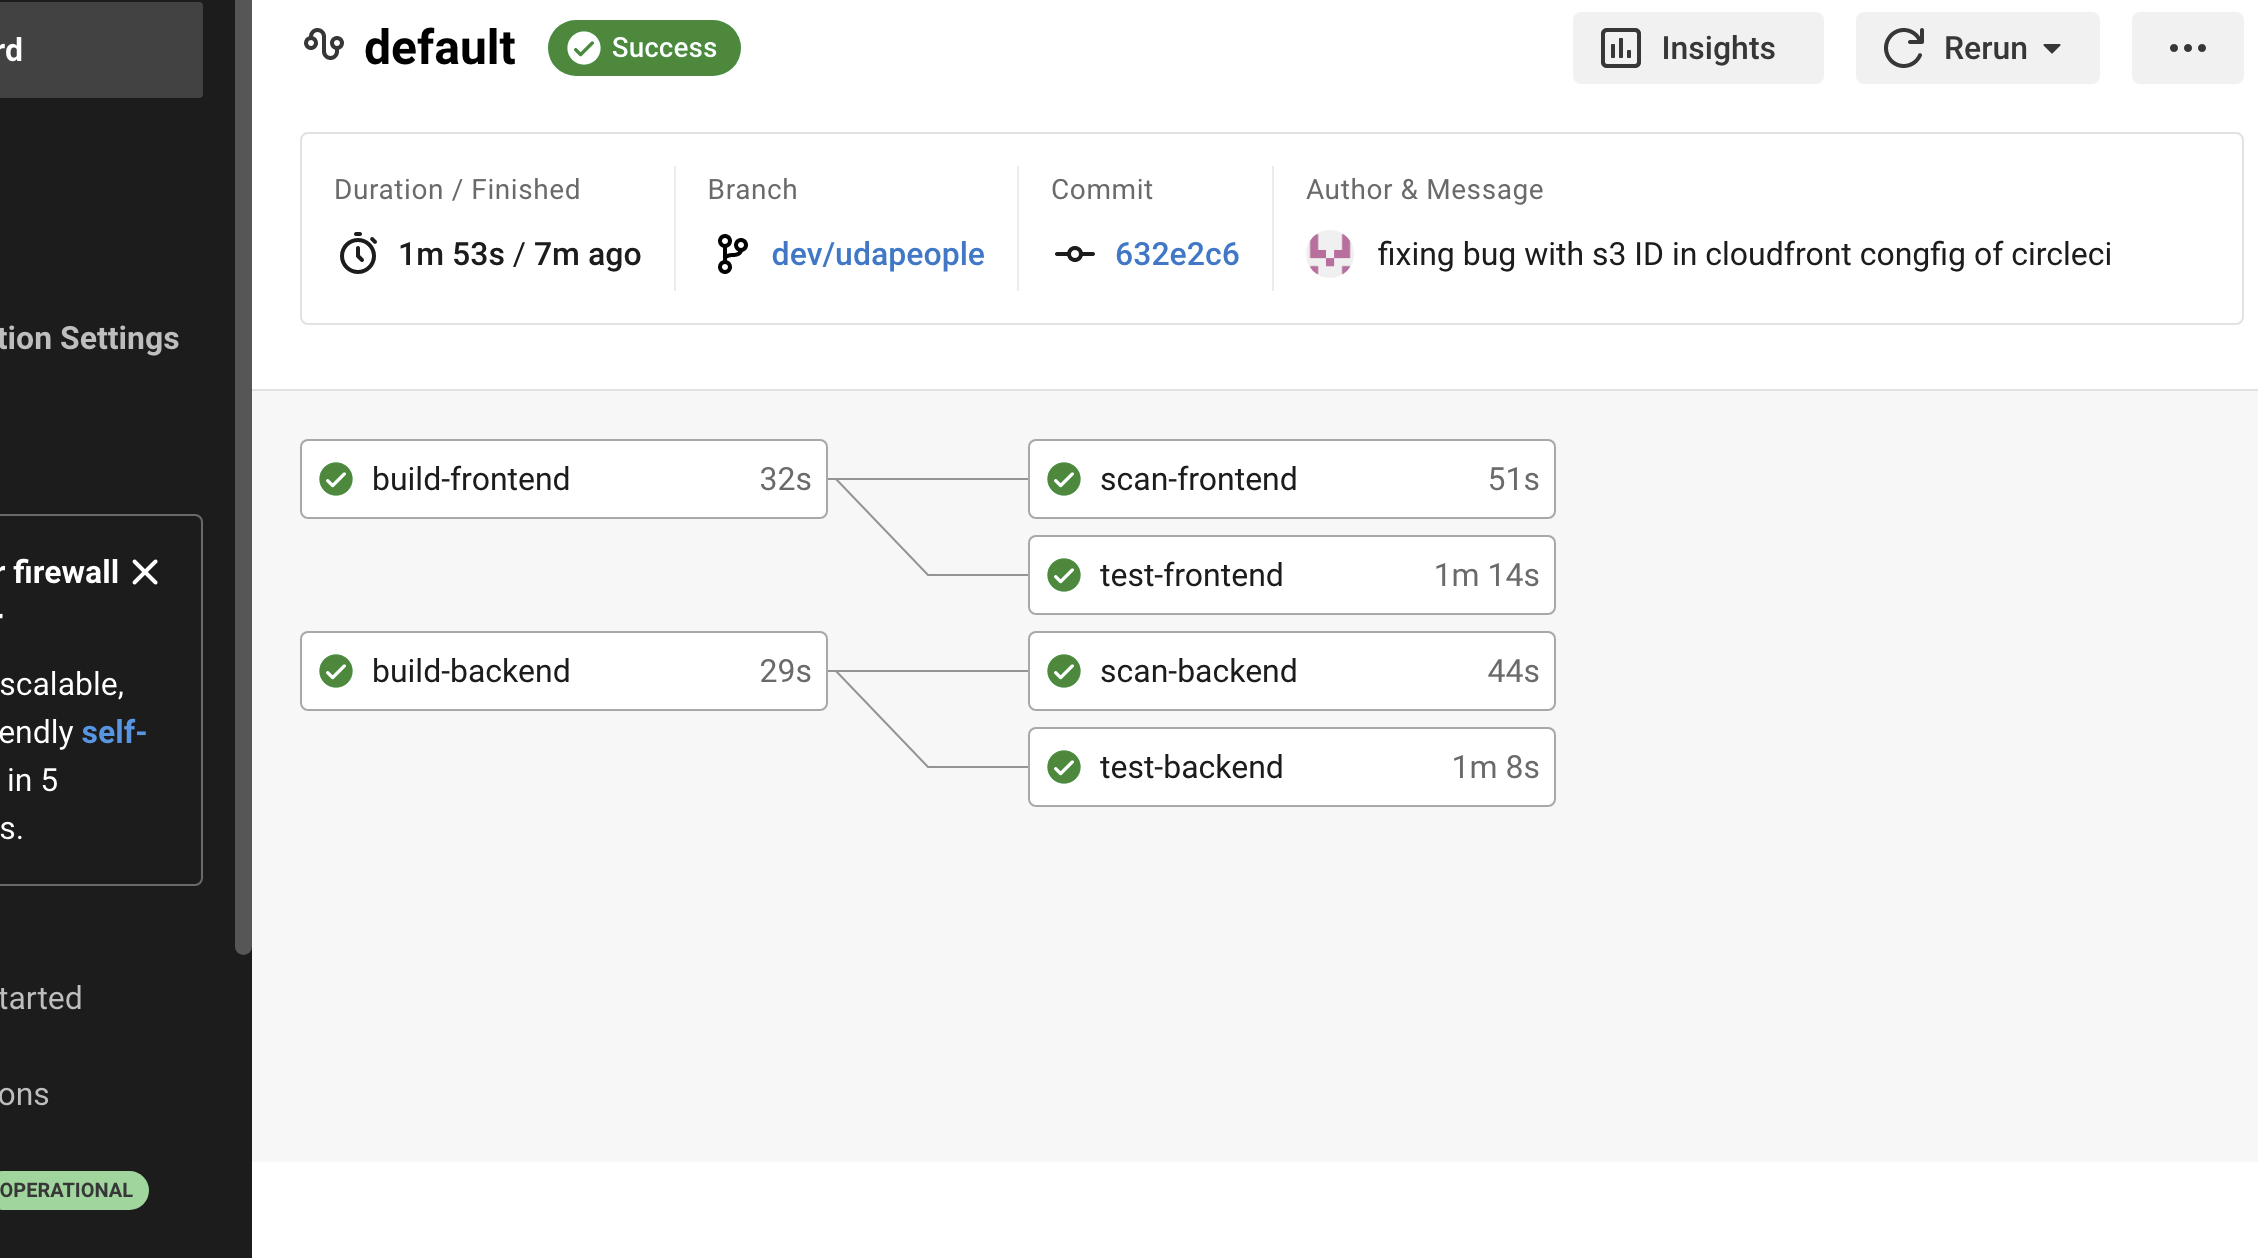 rd
tion Settings
r firewall
scalable,
endly self-
in 5
s.
tarted
ons
OPERATIONAL
default
Success
Insights
Rerun
Duration / Finished
1m 53s / 7m ago
Branch
dev/udapeople
Commit
632e2c6
Author & Message
fixing bug with s3 ID in cloudfront congfig of circleci
build-frontend 32s
scan-frontend 51s
test-frontend 1m 14s
build-backend 29s
scan-backend 44s
test-backend 1m 8s